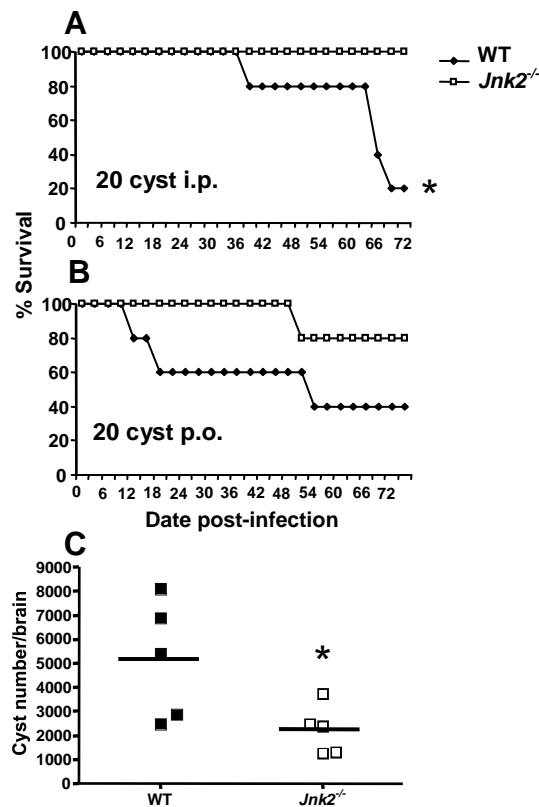 A
WT
Jnk2-/-
100
80
60
40
20
0
20 cyst i.p.
*
0 6 12 18 24 30 36 42 48 54 60 66 72
% Survival
B
100
80
60
40
20
0
20 cyst p.o.
0 6 12 18 24 30 36 42 48 54 60 66 72
Date post-infection
C
Cyst number/brain
9000
8000
7000
6000
5000
4000
3000
2000
1000
0
*
WT Jnk2-/-